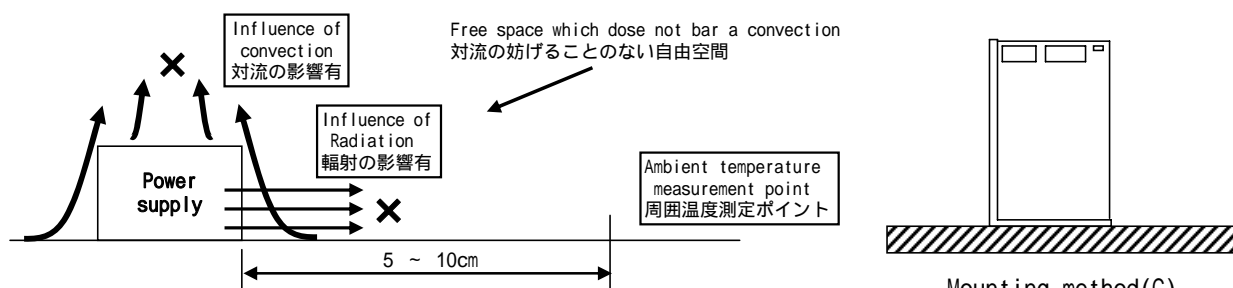 Influence of
convection
対流の影響有
Free space which dose not bar a convection
対流の妨げることのない自由空間
Influence of
Radiation
輻射の影響有
Power
supply
Ambient temperature
measurement point
周囲温度測定ポイント
5 ~ 10cm
Mounting method(C)